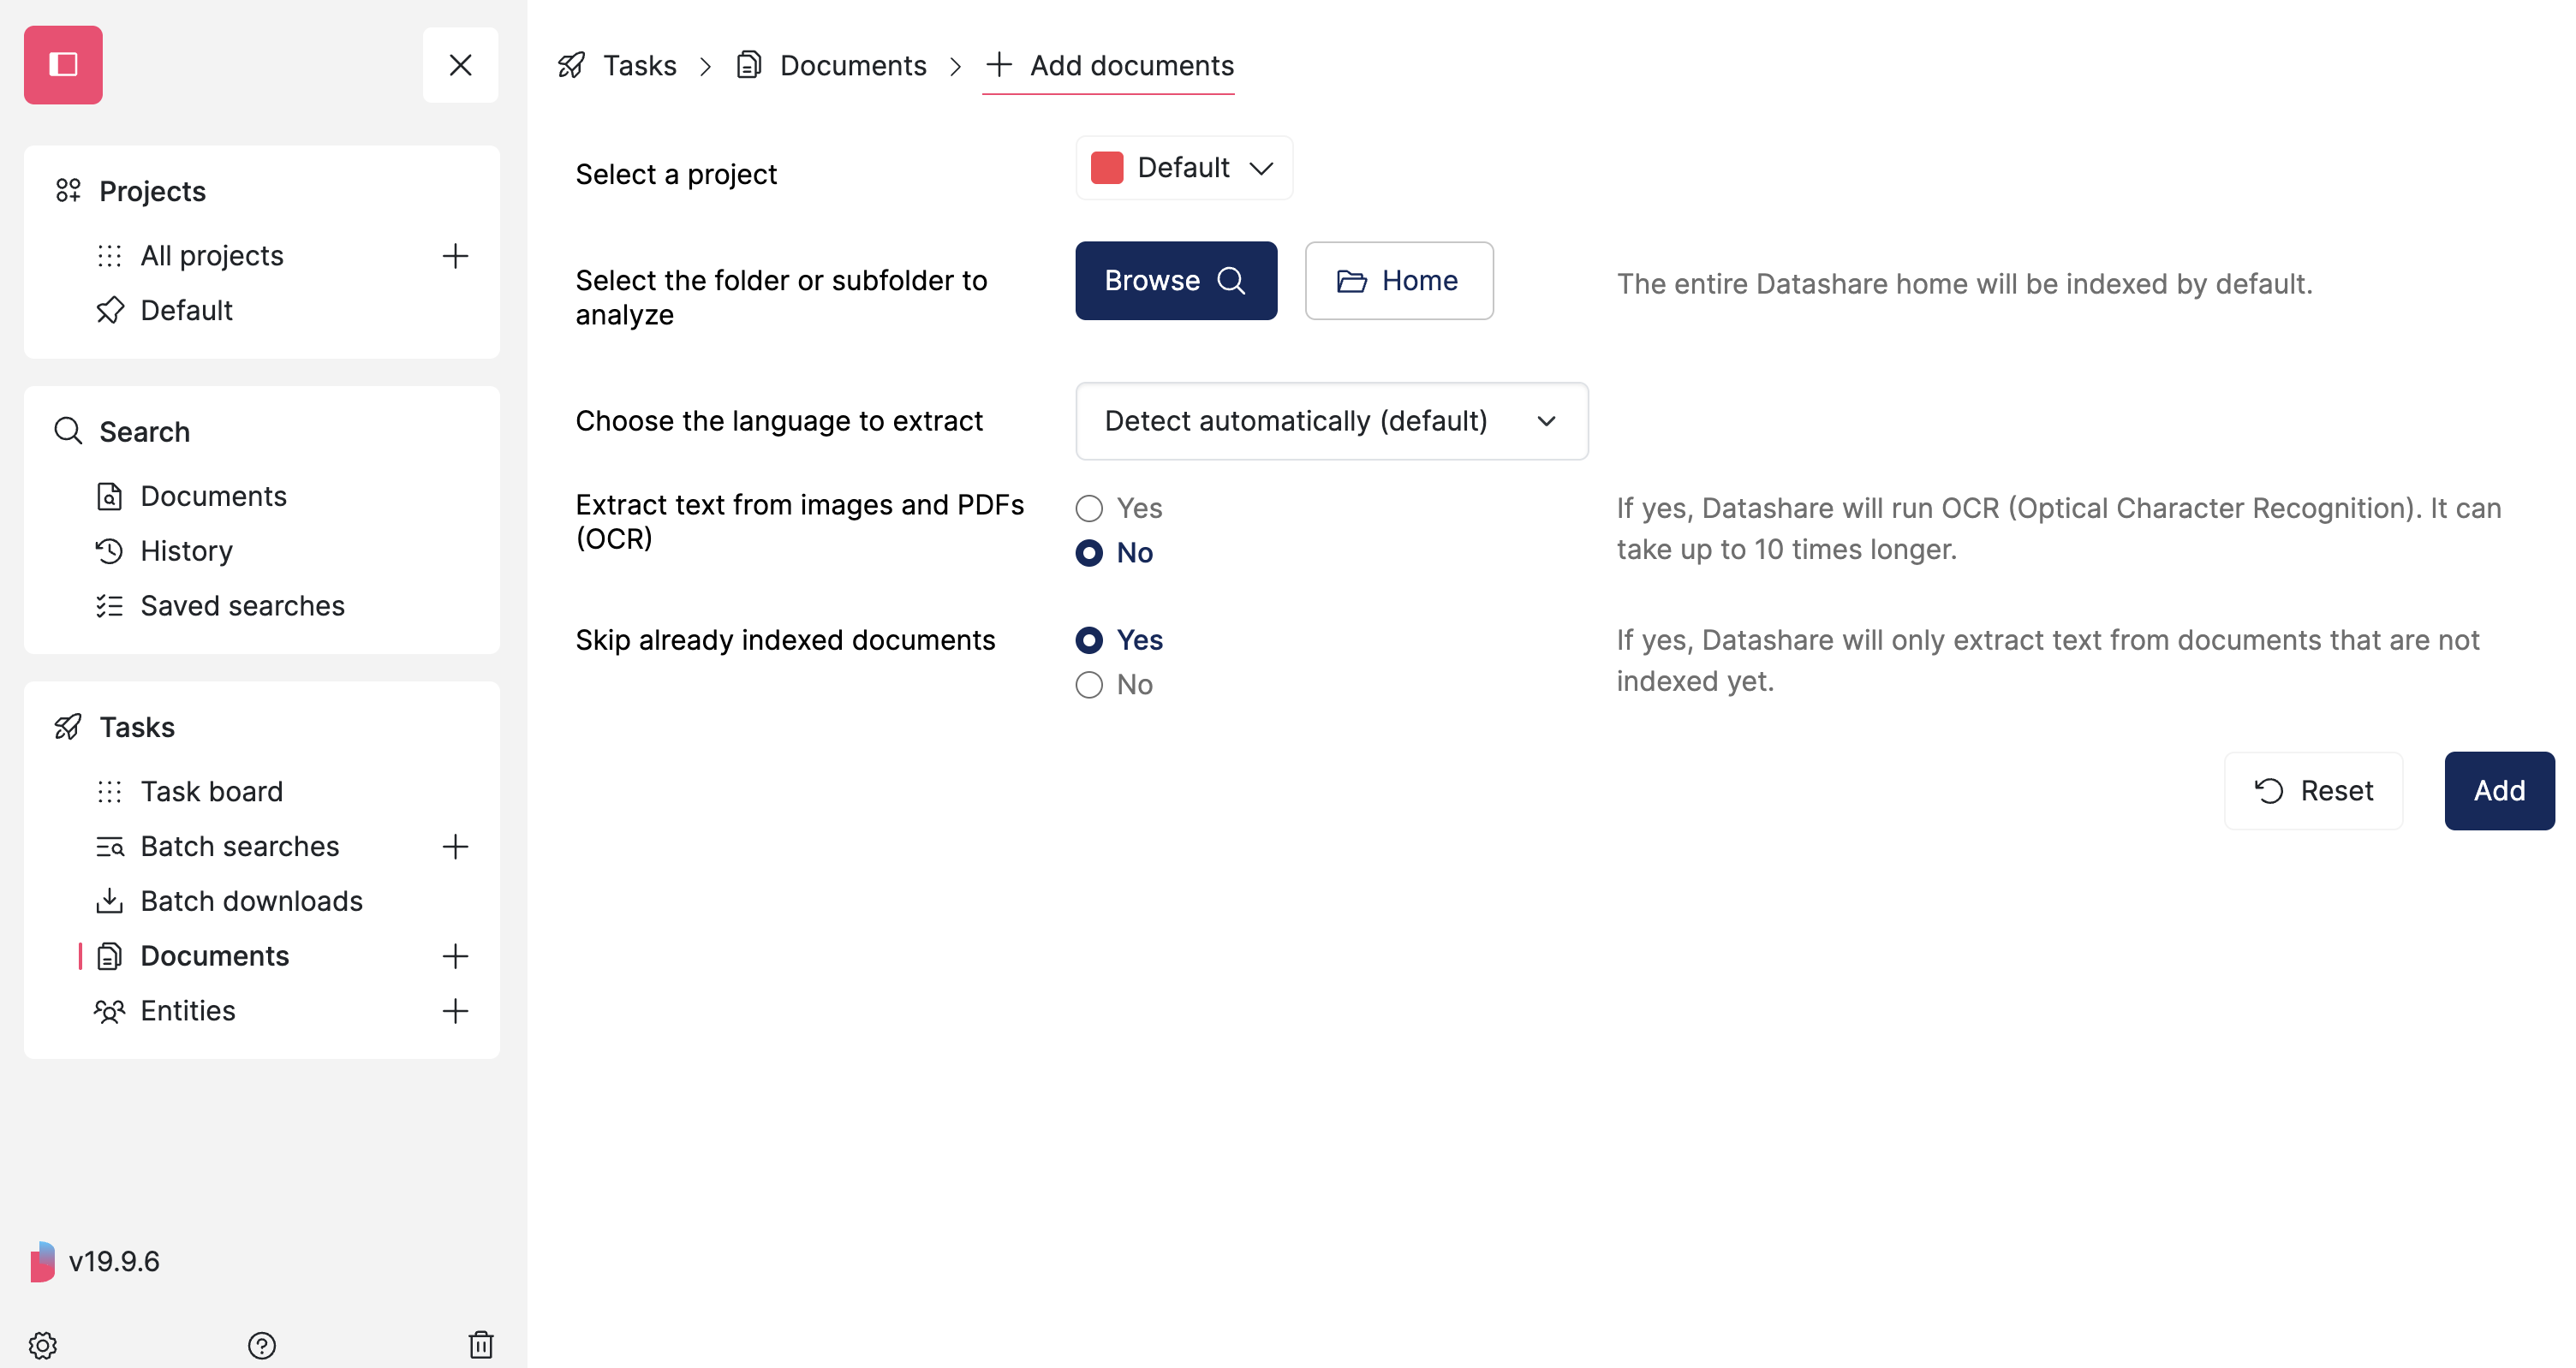 Projects
All projects
Default
Search
Documents
History
Saved searches
Tasks
Task board
Batch searches
Batch downloads
Documents
Entities
v19.9.6
Tasks
Documents
Add documents
Select a project
Default
Select the folder or subfolder to
analyze
Browse
Home
The entire Datashare home will be indexed by default.
Choose the language to extract
Detect automatically (default)
Extract text from images and PDFs
(OCR)
Yes
No
If yes, Datashare will run OCR (Optical Character Recognition). It can
take up to 10 times longer.
Skip already indexed documents
Yes
No
If yes, Datashare will only extract text from documents that are not
indexed yet.
Reset
Add